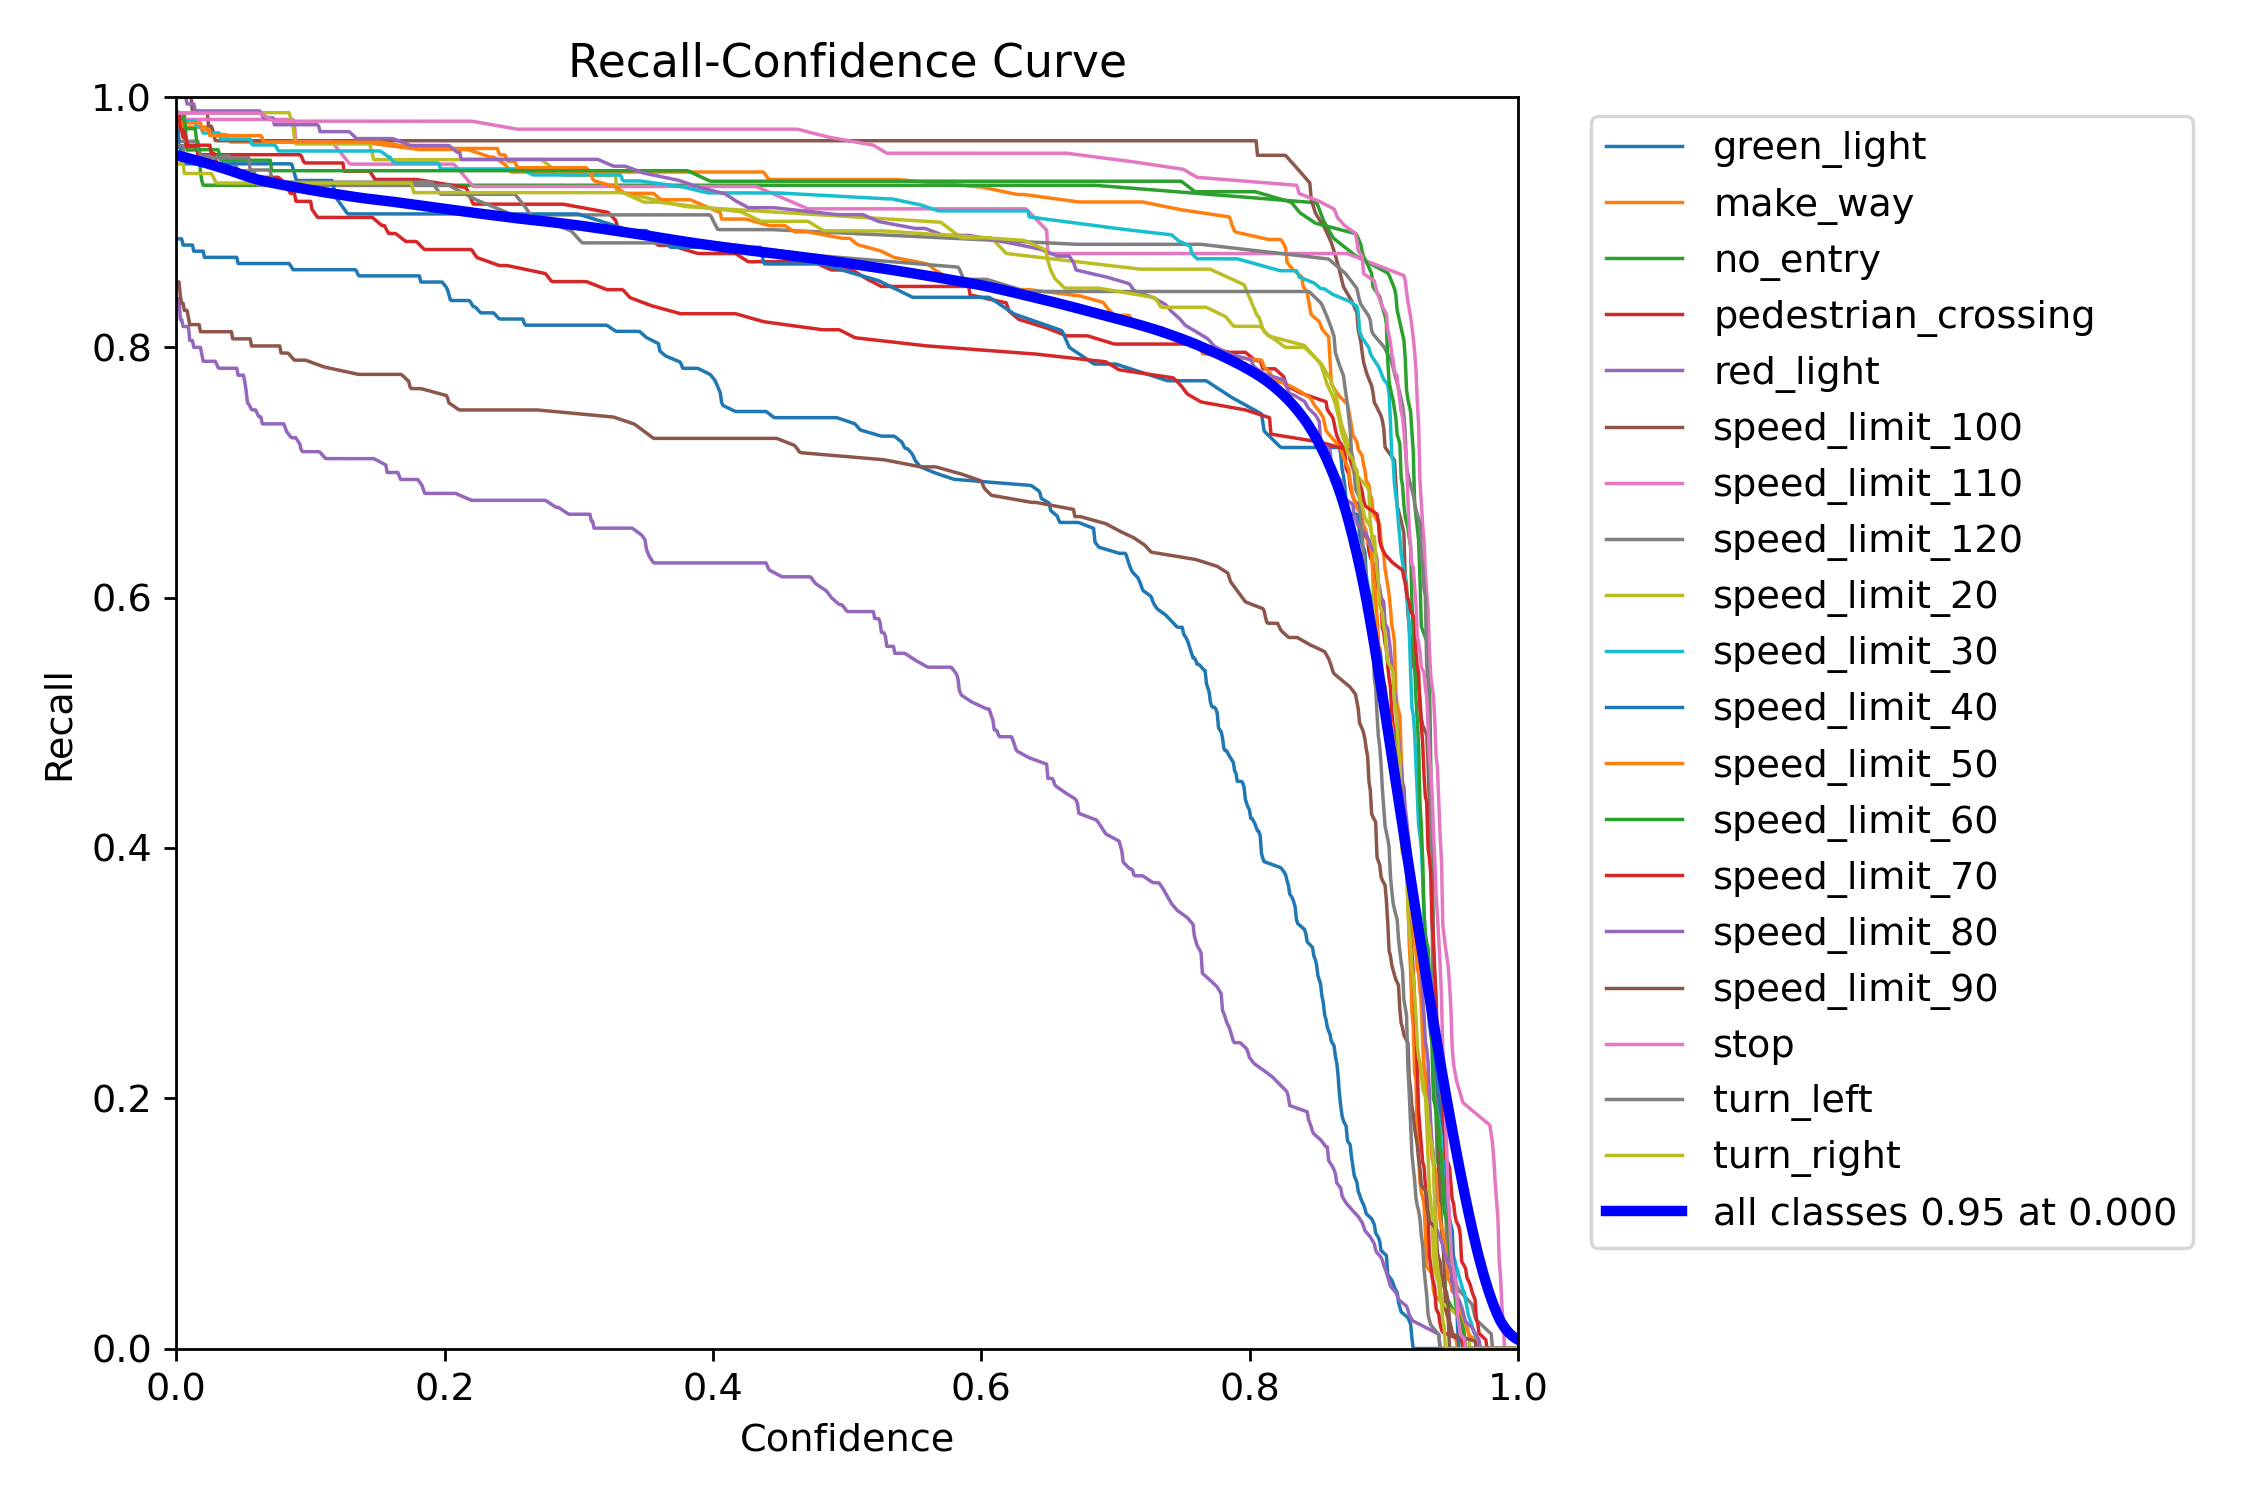 Recall-Confidence Curve
1.0
0.8
0.6
0.4
0.2
0.0
Recall
0.0 0.2 0.4 0.6 0.8 1.0
Confidence
green_light
make_way
no_entry
pedestrian_crossing
red_light
speed_limit_100
speed_limit_110
speed_limit_120
speed_limit_20
speed_limit_30
speed_limit_40
speed_limit_50
speed_limit_60
speed_limit_70
speed_limit_80
speed_limit_90
stop
turn_left
turn_right
all classes 0.95 at 0.000